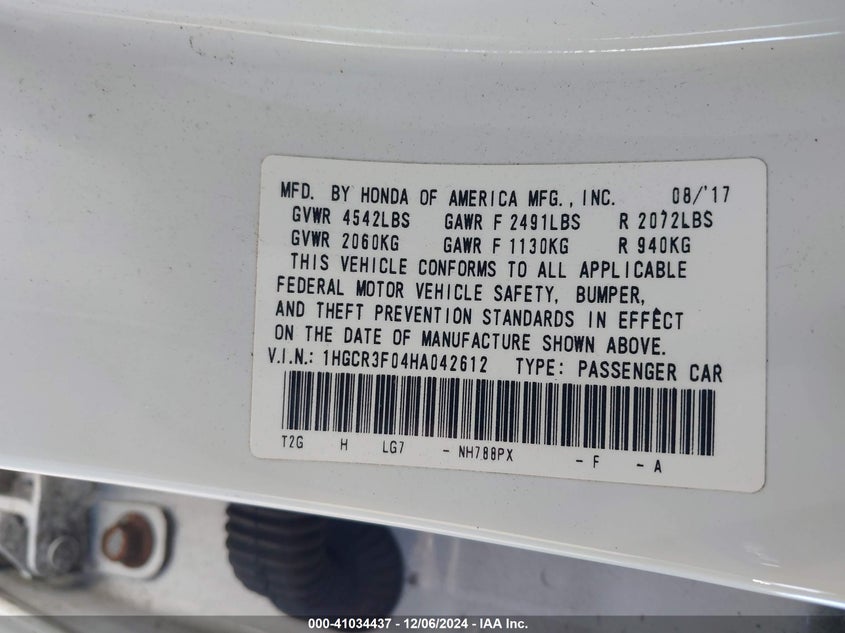 MFD. BY HONDA OF AMERICA MFG., INC. 08/'17
GVWR 4542LBS GAWR F 2491LBS R 2072LBS
GVWR 2060KG GAWR F 1130KG R 940KG
THIS VEHICLE CONFORMS TO ALL APPLICABLE
FEDERAL MOTOR VEHICLE SAFETY, BUMPER,
AND THEFT PREVENTION STANDARDS IN EFFECT
ON THE DATE OF MANUFACTURE SHOWN ABOVE.
V.I.N.: 1HGCR3F04HA042612 TYPE: PASSENGER CAR
T2G H LG7 - NH788PX - F - A
000-41034437 - 12/06/2024 - IAA Inc.